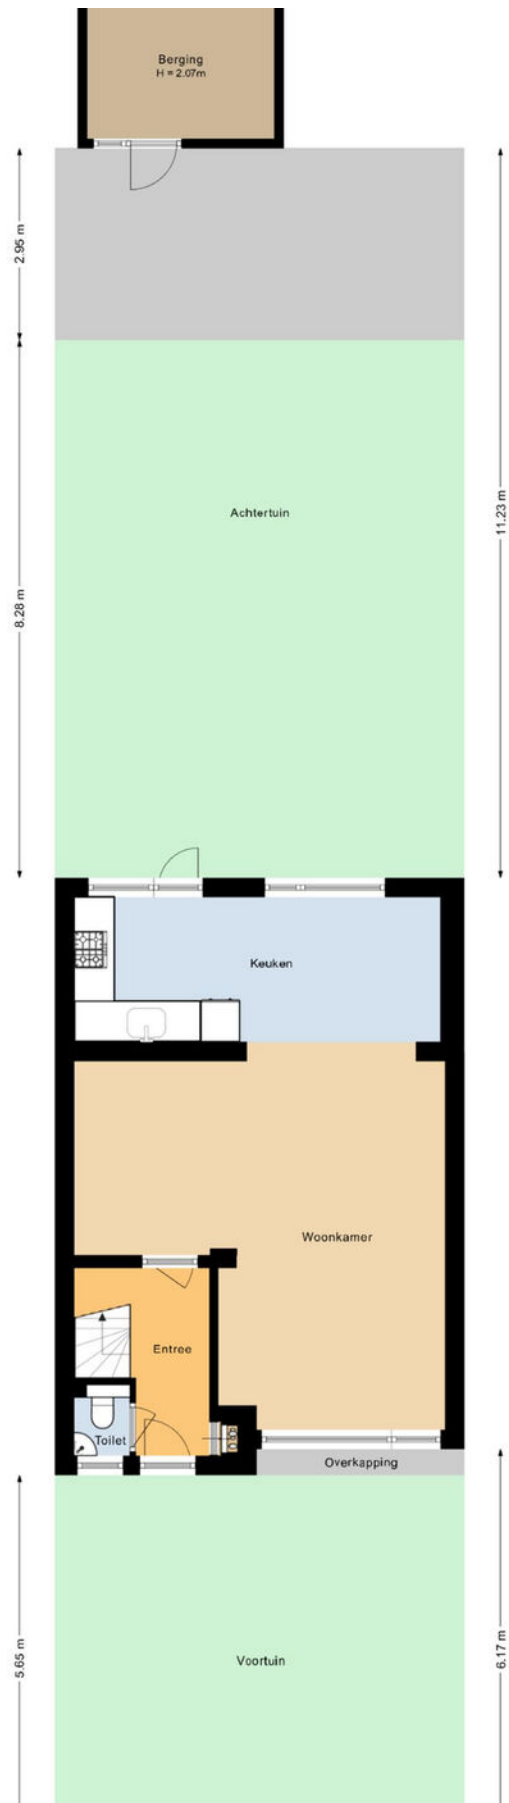 Berging
H = 2.07m
2.95 m
11.23 m
Achtertuin
8.28 m
Keuken
Woonkamer
Entree
Toilet
Overkapping
5.65 m
Voortuin
6.17 m